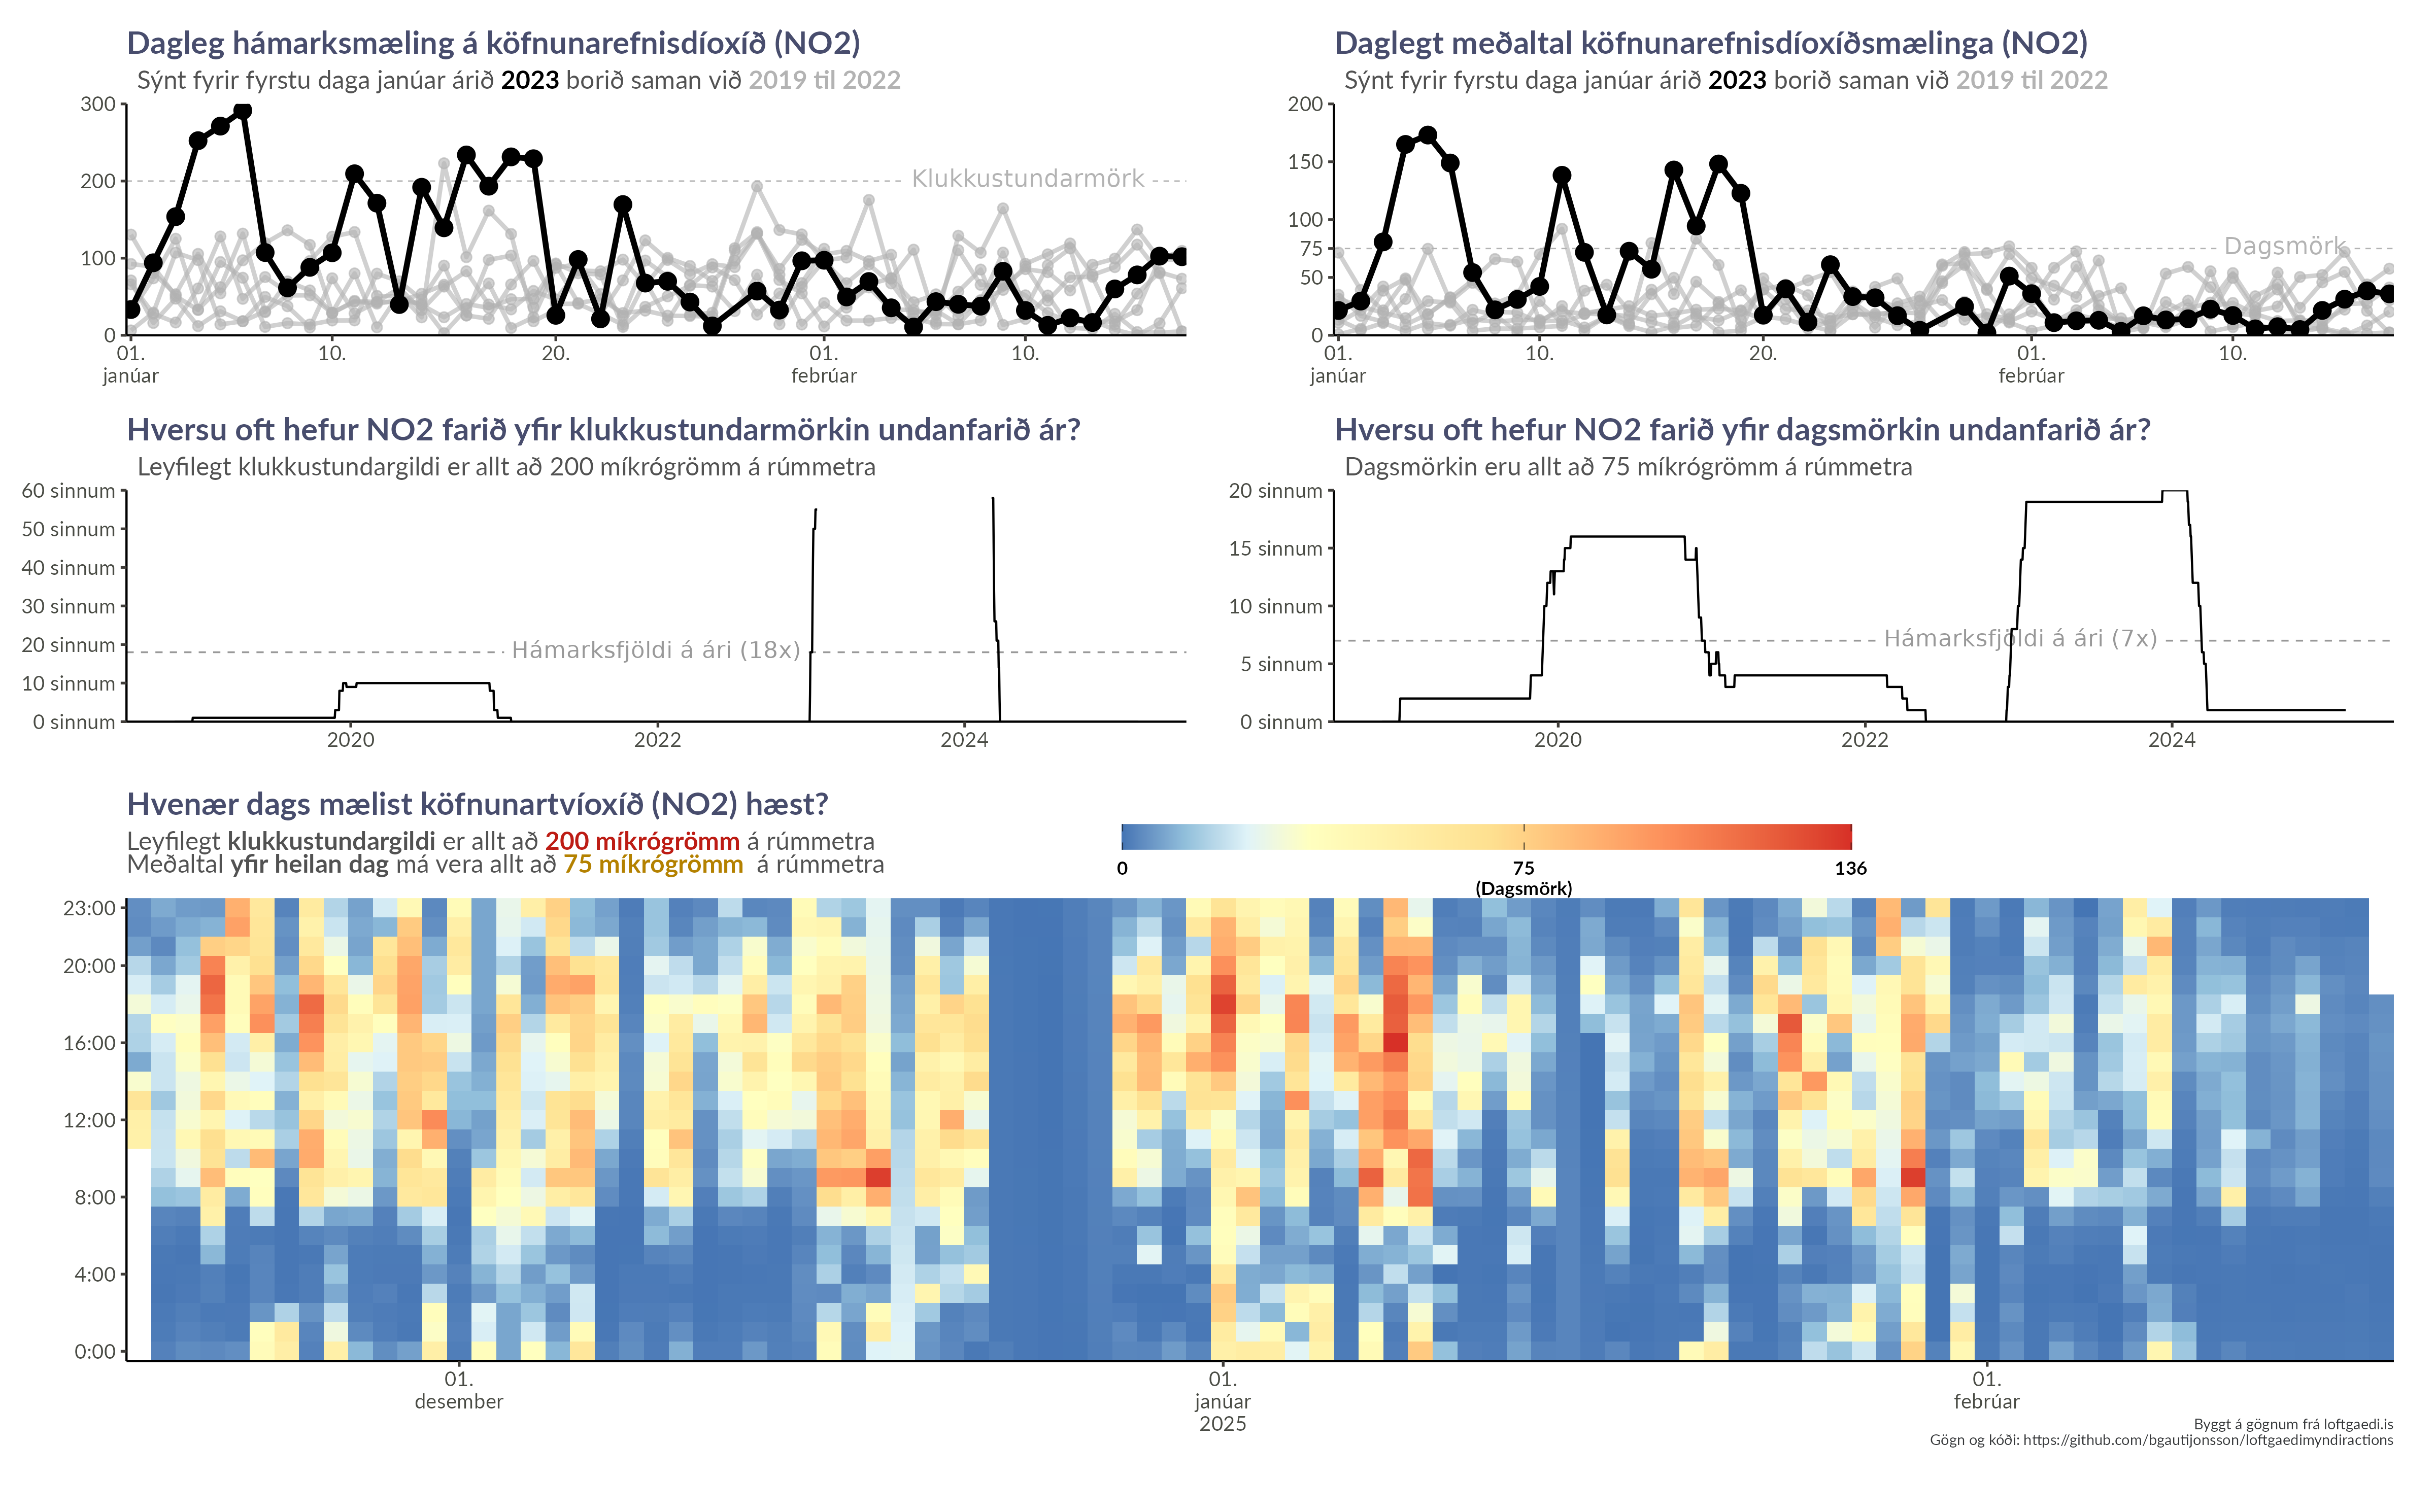 Dagleg hámarksmæling á köfnunarefnisdíoxíð (NO2)
Sýnt fyrir fyrstu daga janúar árið 2023 borið saman við 2019 til 2022
300
200
100
0
Klukkustundarmörk
01.
janúar
10.
20.
01.
febrúar
10.
Daglegt meðaltal köfnunarefnisdíoxíðsmælinga (NO2)
Sýnt fyrir fyrstu daga janúar árið 2023 borið saman við 2019 til 2022
200
150
100
75
50
0
Dagsmörk
01.
janúar
10.
20.
01.
febrúar
10.
Hversu oft hefur NO2 farið yfir klukkustundarmörkin undanfarið ár?
Leyfilegt klukkustundargildi er allt að 200 míkrógrömm á rúmmetra
60 sinnum
50 sinnum
40 sinnum
30 sinnum
20 sinnum
10 sinnum
0 sinnum
Hámarksfjöldi á ári (18x)
2020
2022
2024
Hversu oft hefur NO2 farið yfir dagsmörkin undanfarið ár?
Dagsmörkin eru allt að 75 míkrógrömm á rúmmetra
20 sinnum
15 sinnum
10 sinnum
5 sinnum
0 sinnum
Hámarksfjöldi á ári (7x)
2020
2022
2024
Hvenær dags mælist köfnunartvíoxíð (NO2) hæst?
Leyfilegt klukkustundargildi er allt að 200 míkrógrömm á rúmmetra
Meðaltal yfir heilan dag má vera allt að 75 míkrógrömm á rúmmetra
0
75
(Dagsmörk)
136
23:00
20:00
16:00
12:00
8:00
4:00
0:00
01.
desember
01.
janúar
2025
01.
febrúar
Byggt á gögnum frá loftgaedi.is
Gögn og kóði: https://github.com/bgautijonsson/loftgaedimyndiractions